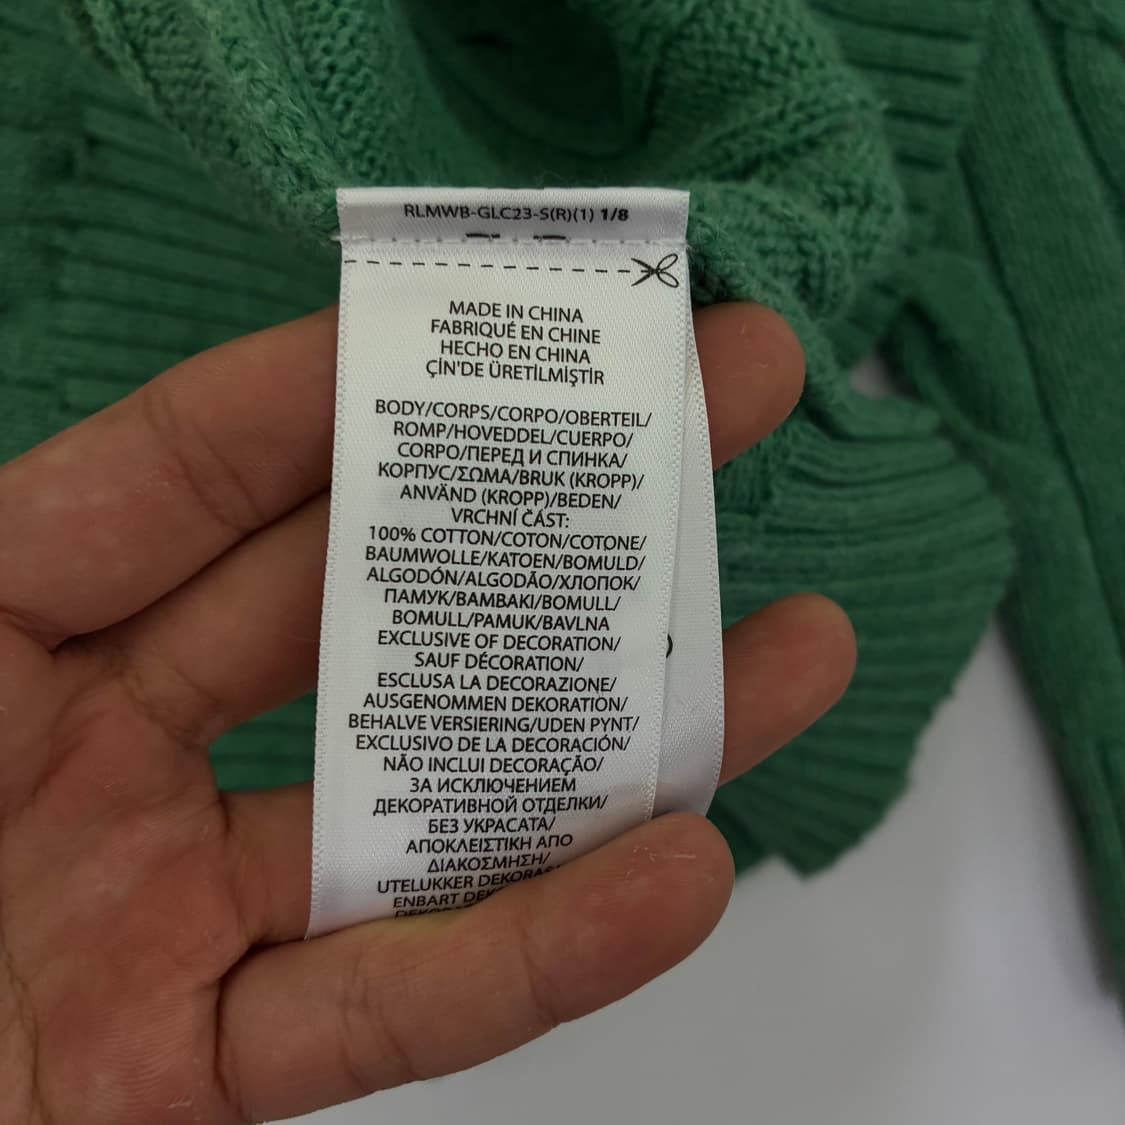 RLMWB-GLC23-S(R)(1) 1/8
MADE IN CHINA
FABRIQUÉ EN CHINE
HECHO EN CHINA
ÇİN'DE ÜRETİLMİŞTİR
BODY/CORPS/CORPO/OBERTEIL/
ROMP/HOVEDDEL/CUERPO/
CORPO/ПЕРЕД И СПИНКА/
КОРПУС/ΣΩΜΑ/BRUK (KROPP)/
ANVÄND (KROPP)/BEDEN/
VRCHNÍ ČÁST:
100% COTTON/COTON/COTONE/
BAUMWOLLE/KATOEN/BOMULD/
ALGODÓN/ALGODÃO/ХЛОПОК/
ПАМУК/ΒΑΜΒΑΚΙ/BOMULL/
BOMULL/PAMUK/BAVLNA
EXCLUSIVE OF DECORATION/
SAUF DÉCORATION/
ESCLUSA LA DECORAZIONE/
AUSGENOMMEN DEKORATION/
BEHALVE VERSIERING/UDEN PYNT/
EXCLUSIVO DE LA DECORACIÓN/
NÃO INCLUI DECORAÇÃO/
ЗА ИСКЛЮЧЕНИЕМ
ДЕКОРАТИВНОЙ ОТДЕЛКИ/
БЕЗ УКРАСАТА/
ΑΠΟΚΛΕΙΣΤΙΚΗ ΑΠΟ
ΔΙΑΚΟΣΜΗΣΗ/
UTELUKKER
ENBART